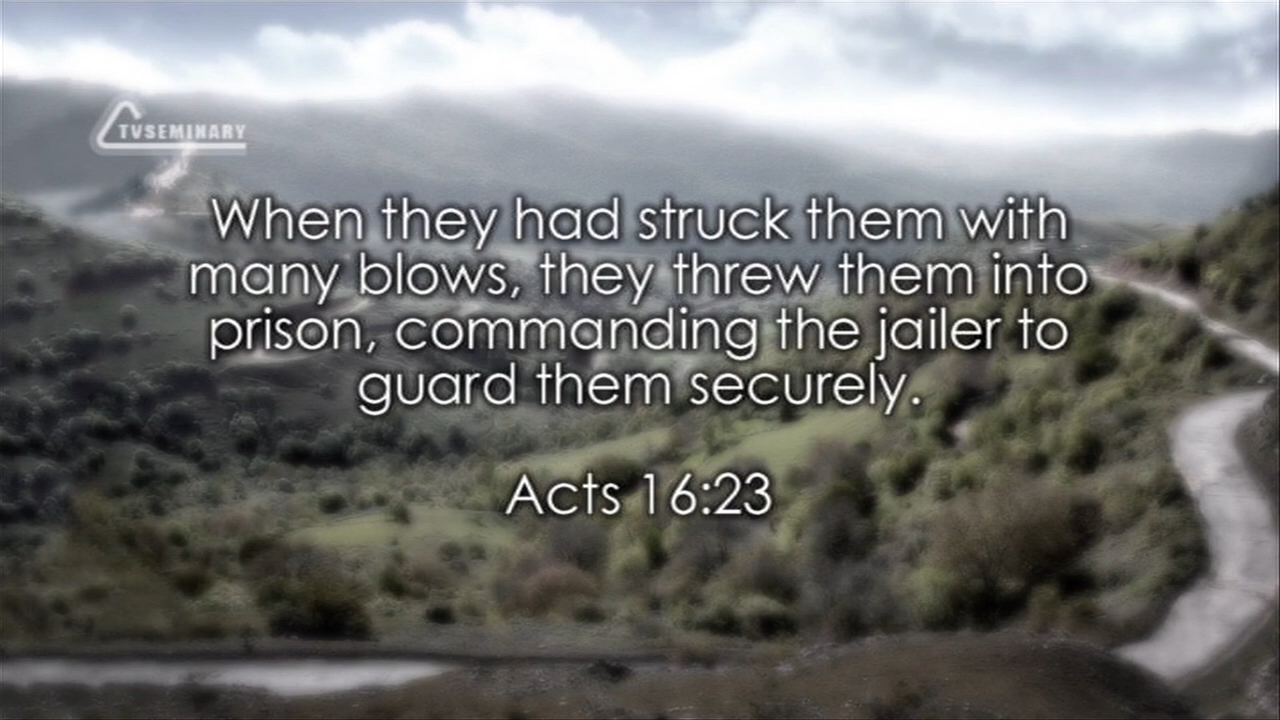 TVSEMINARY
When they had struck them with
many blows, they threw them into
prison, commanding the jailer to
guard them securely.
Acts 16:23